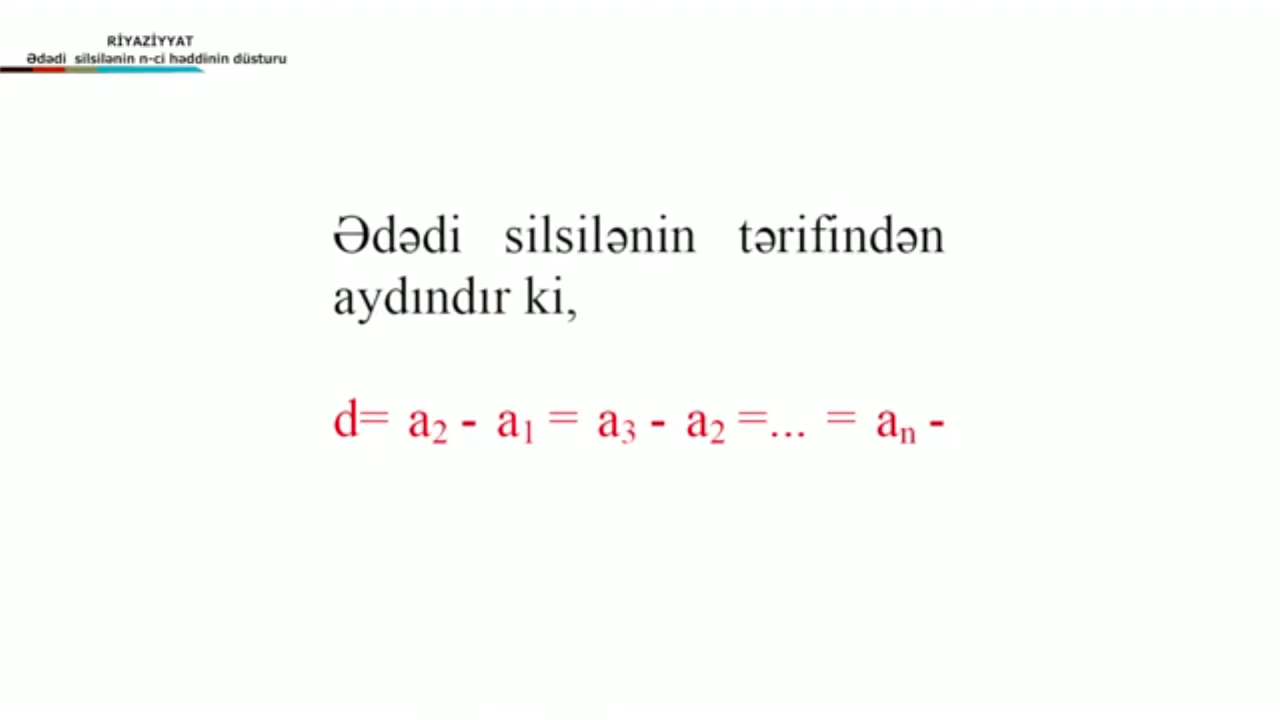 RİYAZİYYAT
Ədədi silsilənin n-ci həddinin düsturu
Ədədi silsilənin tərifindən
aydındır ki,
d= a₂ - a₁ = a₃ - a₂ =... = aₙ -